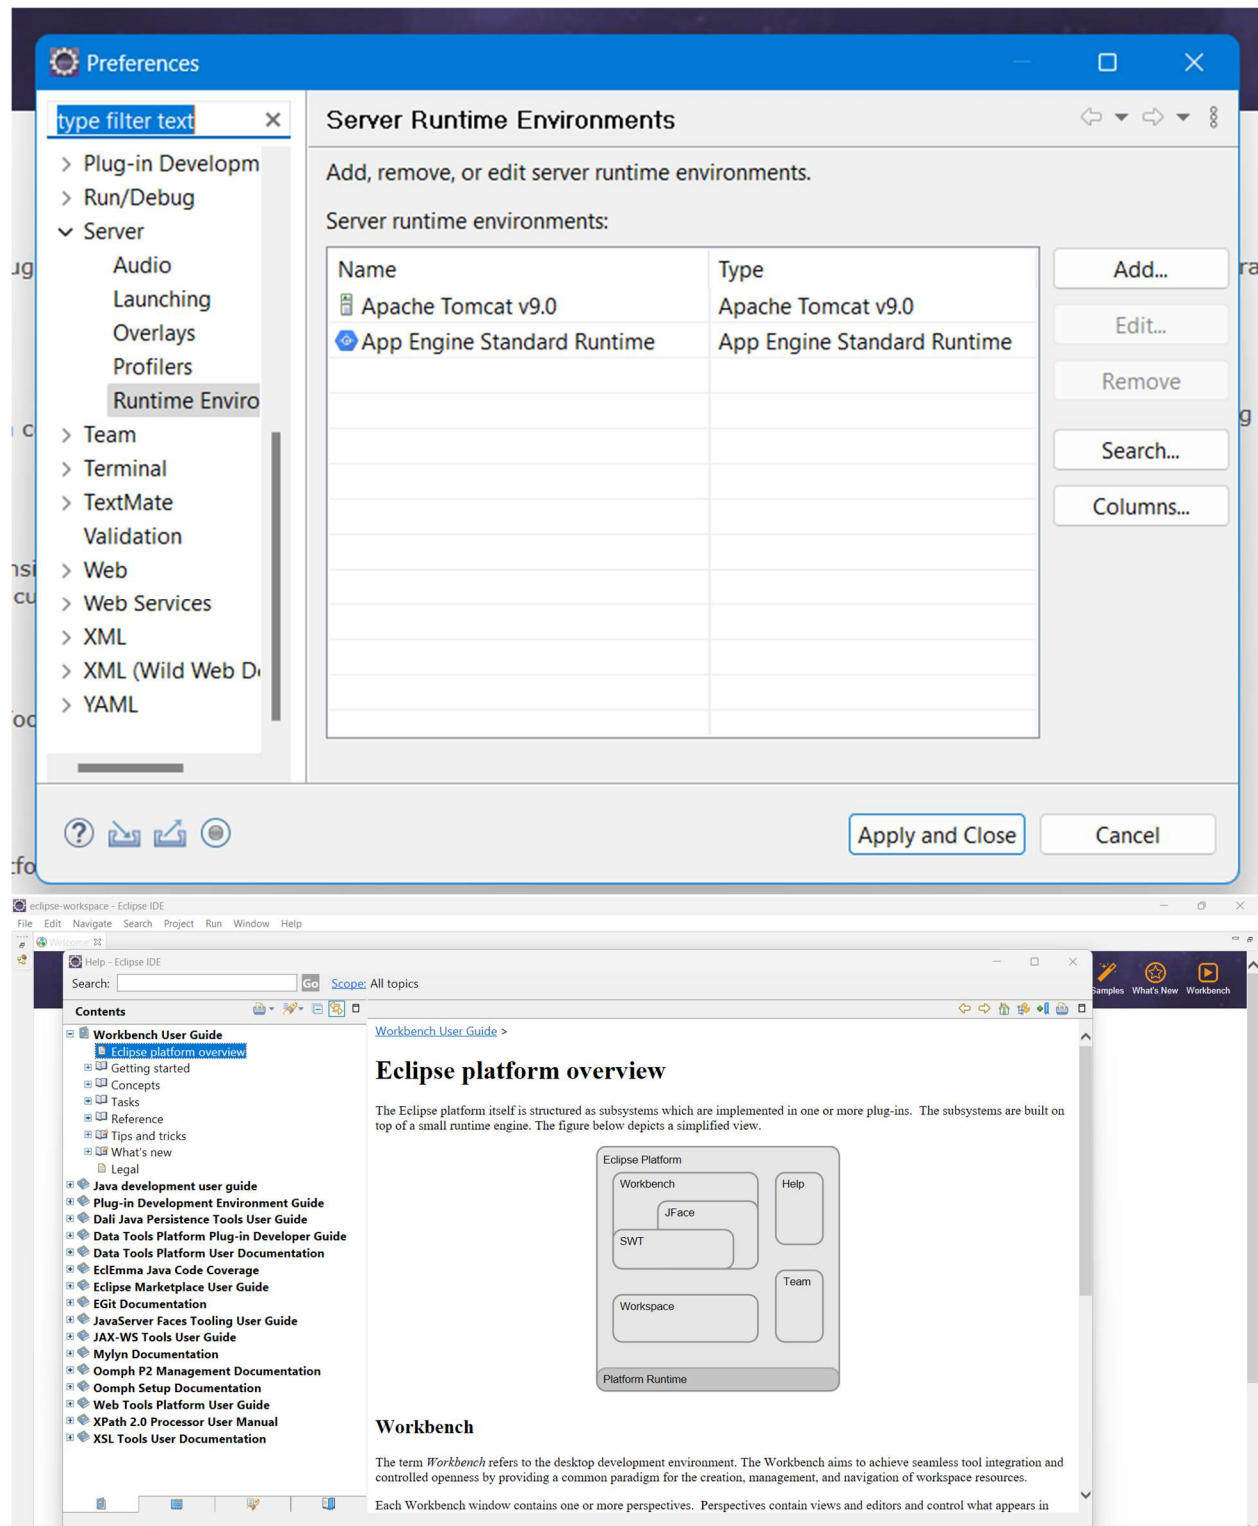 Preferences
type filter text
Server Runtime Environments
Plug-in Developm
Run/Debug
Server
Audio
Launching
Overlays
Profilers
Runtime Enviro
Team
Terminal
TextMate
Validation
Web
Web Services
XML
XML (Wild Web D
YAML
Add, remove, or edit server runtime environments.
Server runtime environments:
Name Type
Apache Tomcat v9.0 Apache Tomcat v9.0
App Engine Standard Runtime App Engine Standard Runtime
Add...
Edit...
Remove
Search...
Columns...
Apply and Close Cancel
eclipse-workspace - Eclipse IDE
File Edit Navigate Search Project Run Window Help
Welcome
Samples What's New Workbench
Help - Eclipse IDE
Search: Go Scope: All topics
Contents
Workbench User Guide
Eclipse platform overview
Getting started
Concepts
Tasks
Reference
Tips and tricks
What's new
Legal
Java development user guide
Plug-in Development Environment Guide
Dali Java Persistence Tools User Guide
Data Tools Platform Plug-in Developer Guide
Data Tools Platform User Documentation
EclEmma Java Code Coverage
Eclipse Marketplace User Guide
EGit Documentation
JavaServer Faces Tooling User Guide
JAX-WS Tools User Guide
Mylyn Documentation
Oomph P2 Management Documentation
Oomph Setup Documentation
Web Tools Platform User Guide
XPath 2.0 Processor User Manual
XSL Tools User Documentation
Workbench User Guide >
Eclipse platform overview
The Eclipse platform itself is structured as subsystems which are implemented in one or more plug-ins. The subsystems are built on
top of a small runtime engine. The figure below depicts a simplified view.
Eclipse Platform
Workbench
Help
JFace
SWT
Team
Workspace
Platform Runtime
Workbench
The term Workbench refers to the desktop development environment. The Workbench aims to achieve seamless tool integration and
controlled openness by providing a common paradigm for the creation, management, and navigation of workspace resources.
Each Workbench window contains one or more perspectives. Perspectives contain views and editors and control what appears in